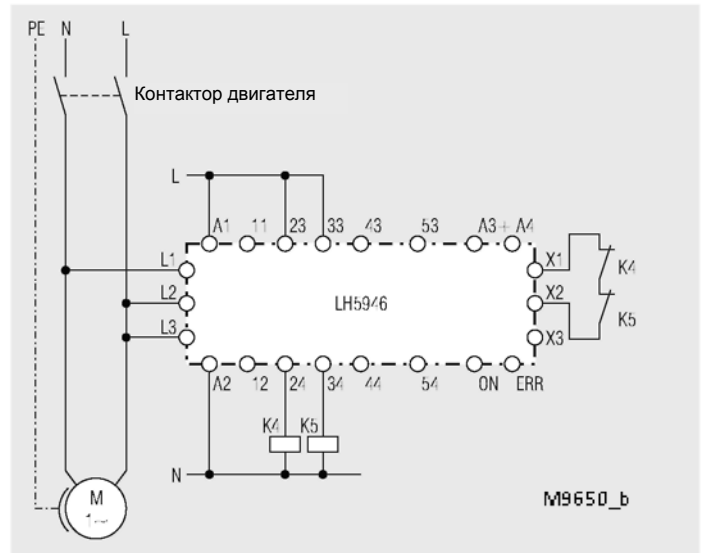 PE N L
Контактор двигателя
L
A1 11 23 33 43 53 A3+ A4
L1 X1
K4
L2 LH5946 X2
K5
L3 X3
A2 12 24 34 44 54 ON ERR
K4 K5
N
M
1~
M9650_b